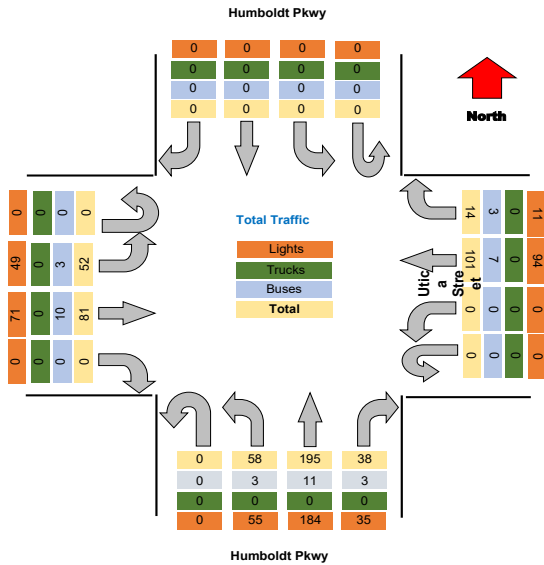 Humboldt Pkwy
0 0 0 0
0 0 0 0
0 0 0 0
0 0 0 0
North
0 0 0 0
49 0 3 52
71 0 10 81
0 0 0 0
Total Traffic
Lights
Trucks
Buses
Total
14 3 0 11
101 7 0 94
0 0 0 0
0 0 0 0
Utic
a
Stre
et
0 58 195 38
0 3 11 3
0 0 0 0
0 55 184 35
Humboldt Pkwy